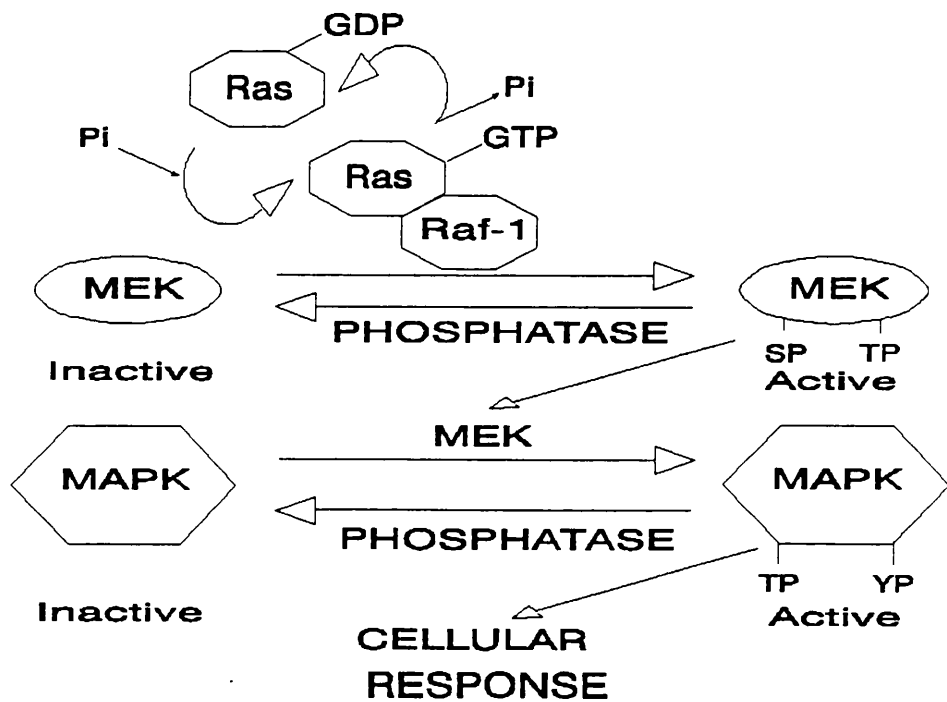 GDP
Ras
Pi
Pi
GTP
Ras
Raf-1
MEK
MEK
PHOSPHATASE
SP TP
Inactive
Active
MEK
MAPK
MAPK
PHOSPHATASE
TP YP
Inactive
Active
CELLULAR
RESPONSE